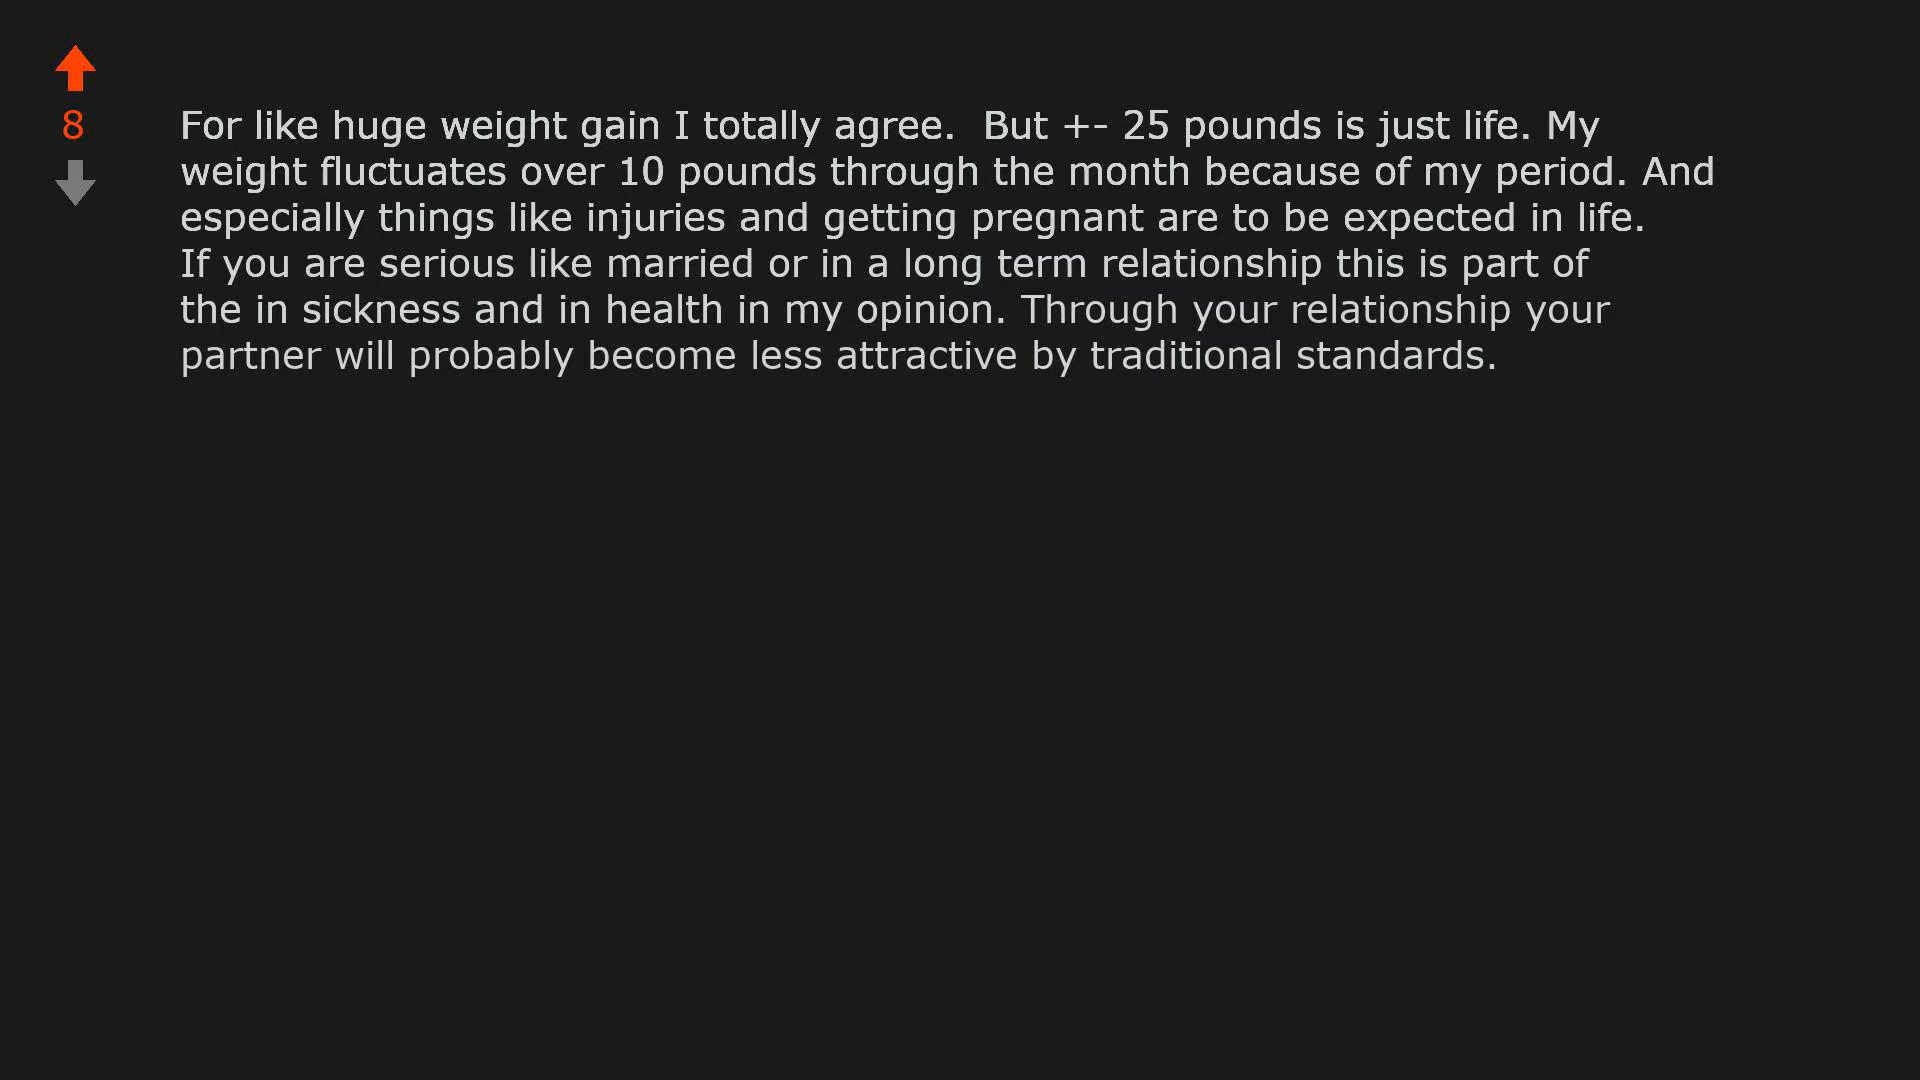 8
For like huge weight gain I totally agree.  But +- 25 pounds is just life. My
weight fluctuates over 10 pounds through the month because of my period. And
especially things like injuries and getting pregnant are to be expected in life.
If you are serious like married or in a long term relationship this is part of
the in sickness and in health in my opinion. Through your relationship your
partner will probably become less attractive by traditional standards.